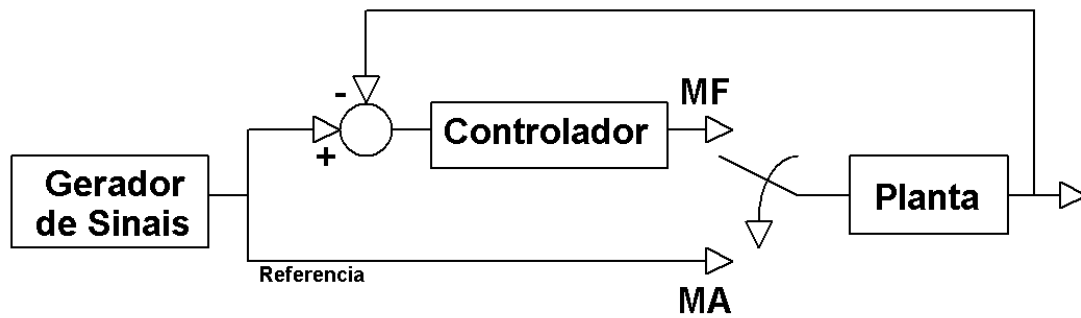 -
MF
+
Controlador
Gerador
de Sinais
Planta
Referencia
MA